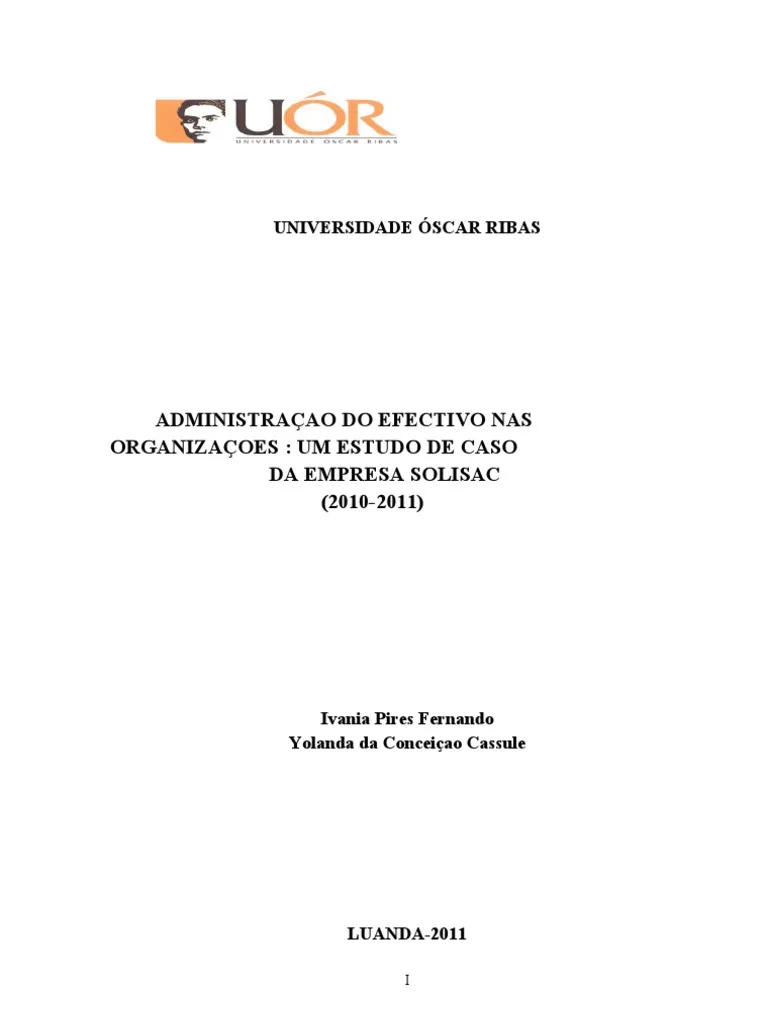 UÓR
UNIVERSIDADE ÓSCAR RIBAS
UNIVERSIDADE ÓSCAR RIBAS
ADMINISTRAÇAO DO EFECTIVO NAS
ORGANIZAÇOES : UM ESTUDO DE CASO
DA EMPRESA SOLISAC
(2010-2011)
Ivania Pires Fernando
Yolanda da Conceiçao Cassule
LUANDA-2011
I